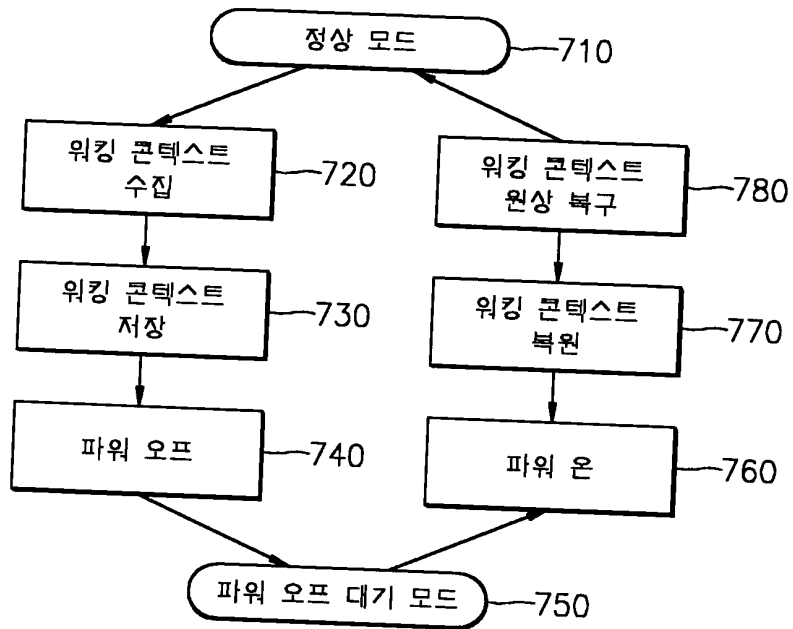 정상 모드
710
워킹 콘텍스트
수집
720
워킹 콘텍스트
원상 복구
780
워킹 콘텍스트
저장
730
워킹 콘텍스트
복원
770
파워 오프
740
파워 온
760
파워 오프 대기 모드
750